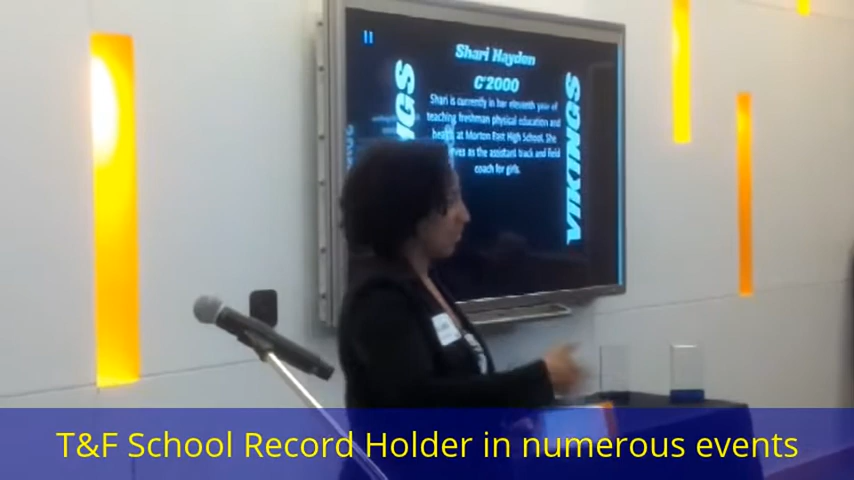 Shari Hayden
C'2000
Shari is currently in her eleventh year of
teaching freshman physical education and
health at Morton East High School. She
as the assistant track and field
coach for girls.
VIKINGS
GS
T&F School Record Holder in numerous events